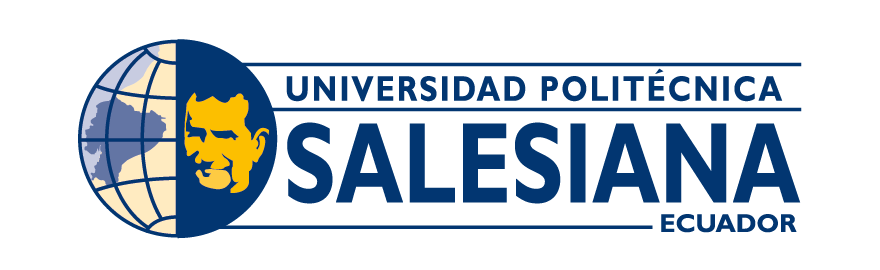 UNIVERSIDAD POLITÉCNICA
SALESIANA
ECUADOR